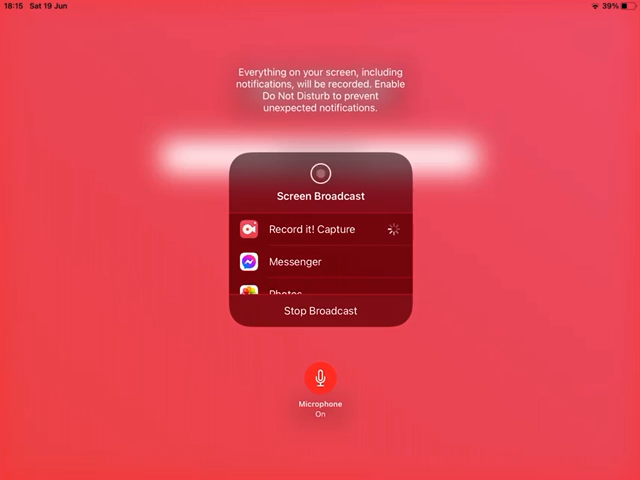 18:15 Sat 19 Jun 39%
Everything on your screen, including
notifications, will be recorded. Enable
Do Not Disturb to prevent
unexpected notifications.
Screen Broadcast
Record it! Capture
Messenger
Photos
Stop Broadcast
Microphone
On